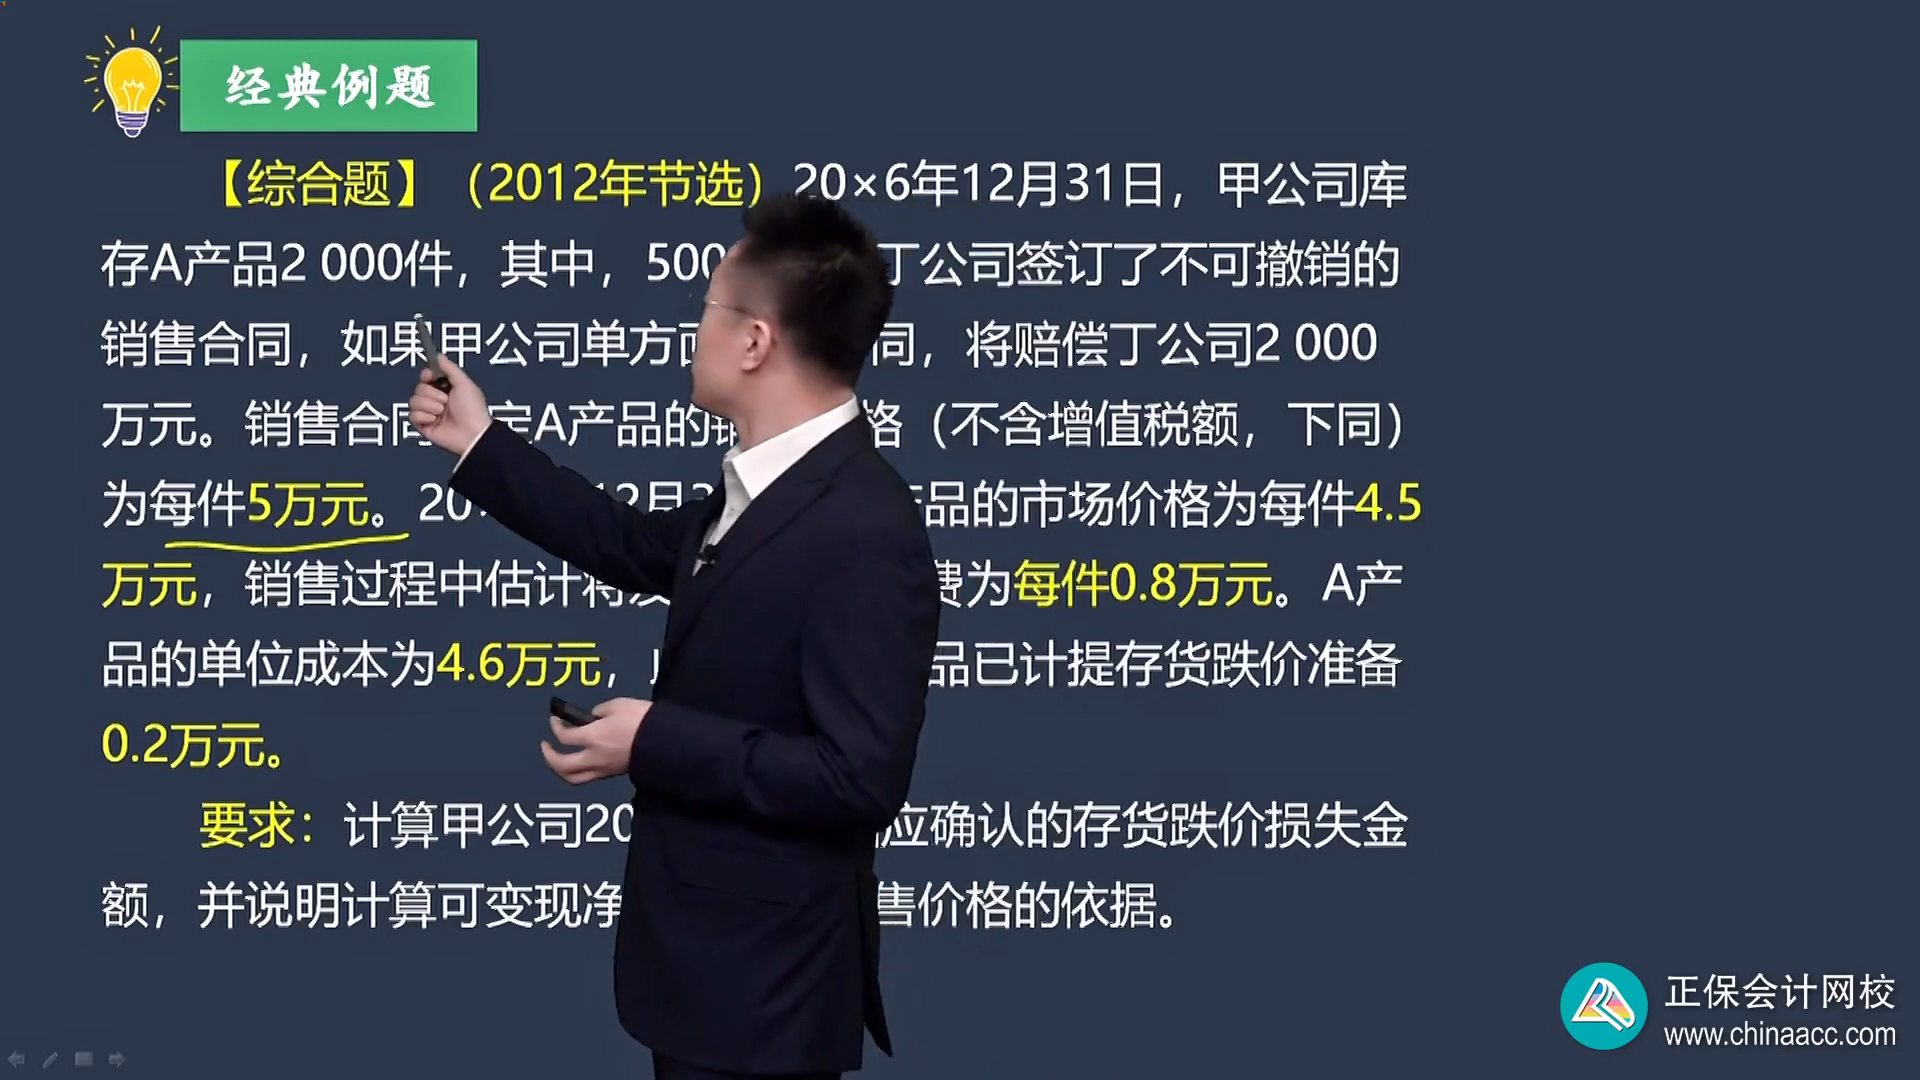 经典例题
【综合题】（2012年节选）20×6年12月31日，甲公司库
存A产品2 000件，其中，500 丁公司签订了不可撤销的
销售合同，如果甲公司单方 同，将赔偿丁公司2 000
万元。销售合同 定A产品的销 格（不含增值税额，下同）
为每件5万元。20 12月3 产品的市场价格为每件4.5
万元，销售过程中估计将 费为每件0.8万元。A产
品的单位成本为4.6万元， 品已计提存货跌价准备
0.2万元。
要求：计算甲公司20 应确认的存货跌价损失金
额，并说明计算可变现净 售价格的依据。
正保会计网校
www.chinaacc.com